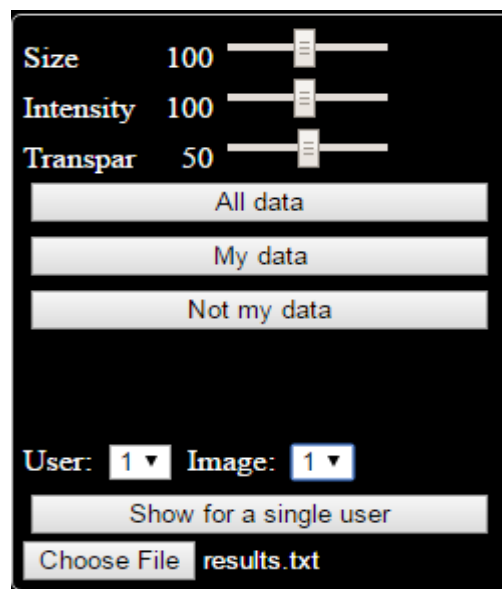 Size 100
Intensity 100
Transpar 50
All data
My data
Not my data
User: 1 Image: 1
Show for a single user
Choose File results.txt